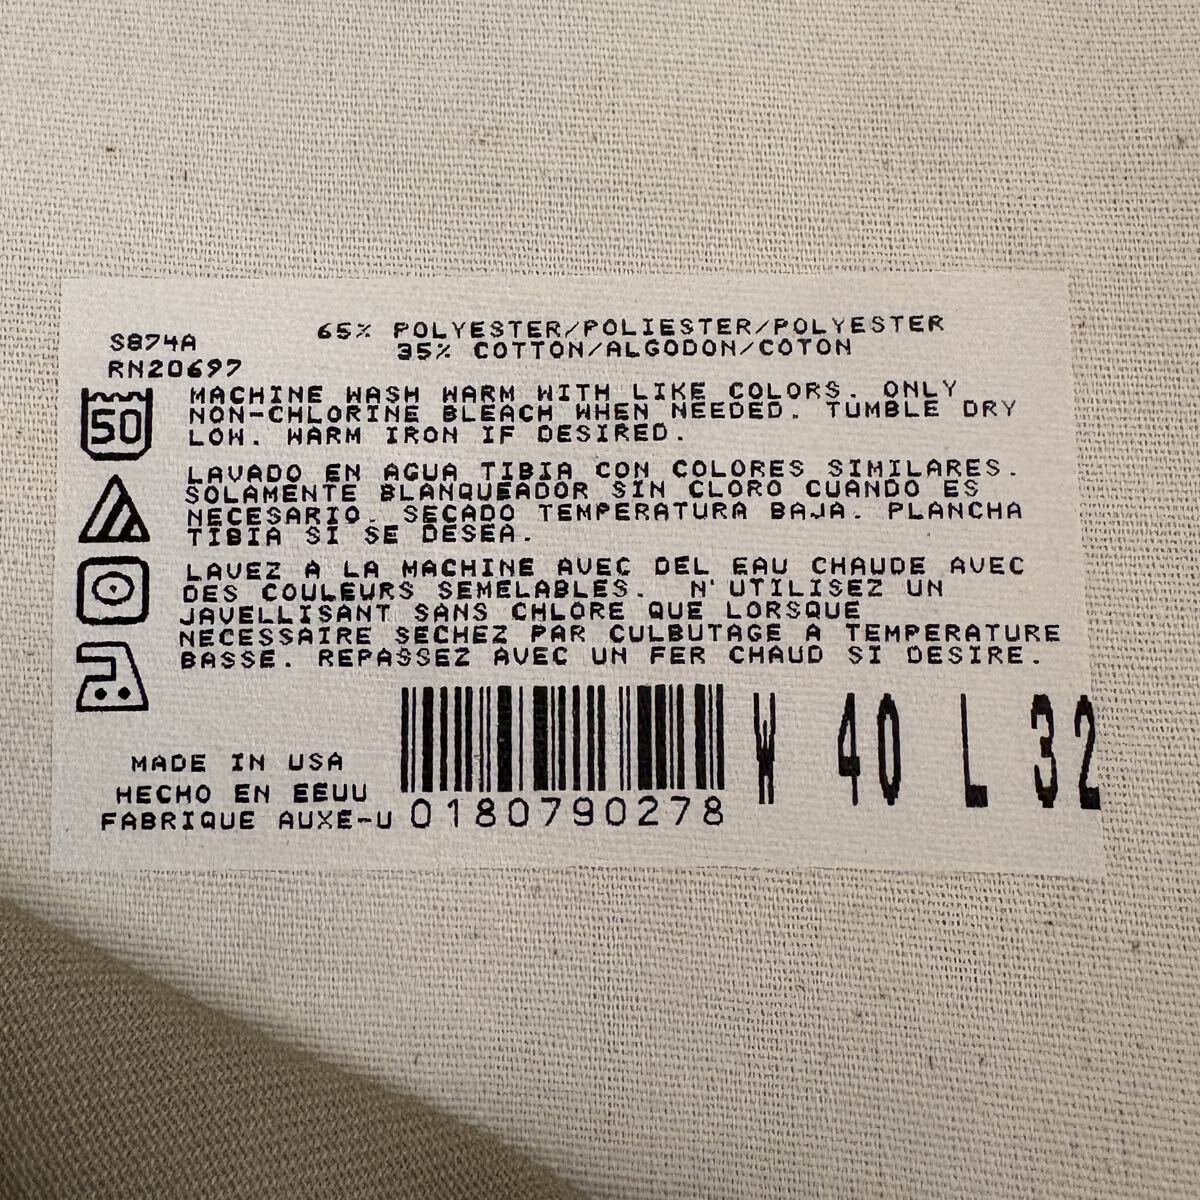 S874A
RN20697
65% POLYESTER/POLIESTER/POLYESTER
35% COTTON/ALGODON/COTON
50
MACHINE WASH WARM WITH LIKE COLORS. ONLY
NON-CHLORINE BLEACH WHEN NEEDED. TUMBLE DRY
LOW. WARM IRON IF DESIRED.
LAVADO EN AGUA TIBIA CON COLORES SIMILARES.
SOLAMENTE BLANQUEADOR SIN CLORO CUANDO ES
NECESARIO. SECADO TEMPERATURA BAJA. PLANCHA
TIBIA SI SE DESEA.
LAVEZ A LA MACHINE AVEC DEL EAU CHAUDE AVEC
DES COULEURS SEMELABLES. N'UTILISEZ UN
JAVELLISANT SANS CHLORE QUE LORSQUE
NECESSAIRE SECHEZ PAR CULBUTAGE A TEMPERATURE
BASSE. REPASSEZ AVEC UN FER CHAUD SI DESIRE.
MADE IN USA
HECHO EN EEUU
FABRIQUE AUXE-U
0180790278
W 40 L 32